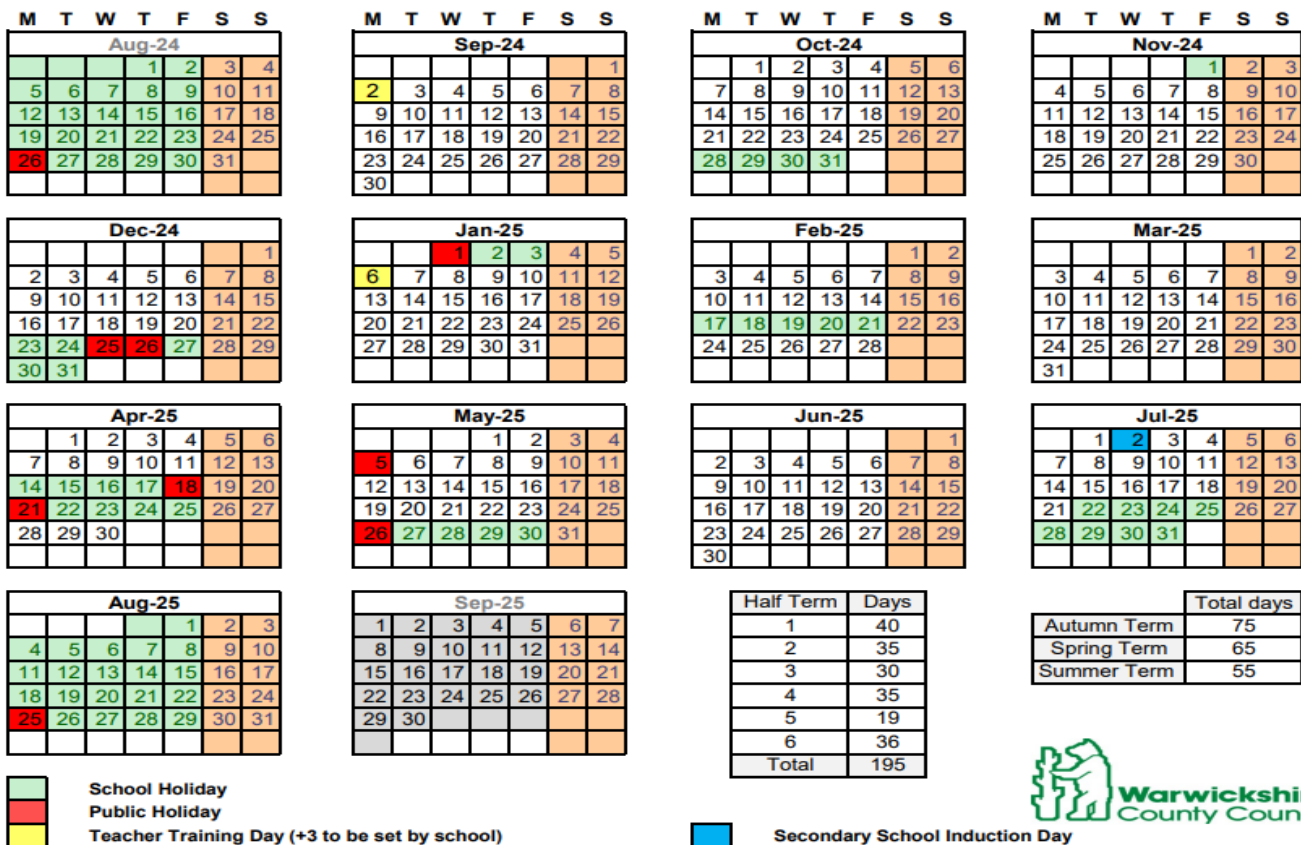 M T W T F S S M T W T F S S M T W T F S S M T W T F S S
Aug-24 Sep-24 Oct-24 Nov-24
1 2 3 4 1 1 2 3 4 5 6 1 2 3
5 6 7 8 9 10 11 2 3 4 5 6 7 8 7 8 9 10 11 12 13 4 5 6 7 8 9 10
12 13 14 15 16 17 18 9 10 11 12 13 14 15 14 15 16 17 18 19 20 11 12 13 14 15 16 17
19 20 21 22 23 24 25 16 17 18 19 20 21 22 21 22 23 24 25 26 27 18 19 20 21 22 23 24
26 27 28 29 30 31 23 24 25 26 27 28 29 28 29 30 31 25 26 27 28 29 30
30
Dec-24 Jan-25 Feb-25 Mar-25
1 1 2 3 4 5 1 2 1 2
2 3 4 5 6 7 8 6 7 8 9 10 11 12 3 4 5 6 7 8 9 3 4 5 6 7 8 9
9 10 11 12 13 14 15 13 14 15 16 17 18 19 10 11 12 13 14 15 16 10 11 12 13 14 15 16
16 17 18 19 20 21 22 20 21 22 23 24 25 26 17 18 19 20 21 22 23 17 18 19 20 21 22 23
23 24 25 26 27 28 29 27 28 29 30 31 24 25 26 27 28 24 25 26 27 28 29 30
30 31 31
Apr-25 May-25 Jun-25 Jul-25
1 2 3 4 5 6 1 2 3 4 1 1 2 3 4 5 6
7 8 9 10 11 12 13 5 6 7 8 9 10 11 2 3 4 5 6 7 8 7 8 9 10 11 12 13
14 15 16 17 18 19 20 12 13 14 15 16 17 18 9 10 11 12 13 14 15 14 15 16 17 18 19 20
21 22 23 24 25 26 27 19 20 21 22 23 24 25 16 17 18 19 20 21 22 21 22 23 24 25 26 27
28 29 30 26 27 28 29 30 31 23 24 25 26 27 28 29 28 29 30 31
30
Aug-25 Sep-25
1 2 3 1 2 3 4 5 6 7
4 5 6 7 8 9 10 8 9 10 11 12 13 14
11 12 13 14 15 16 17 15 16 17 18 19 20 21
18 19 20 21 22 23 24 22 23 24 25 26 27 28
25 26 27 28 29 30 31 29 30
Half Term Days
1 40
2 35
3 30
4 35
5 19
6 36
Total 195
Total days
Autumn Term 75
Spring Term 65
Summer Term 55
Warwickshi
County Coun
School Holiday
Public Holiday
Teacher Training Day (+3 to be set by school)
Secondary School Induction Day